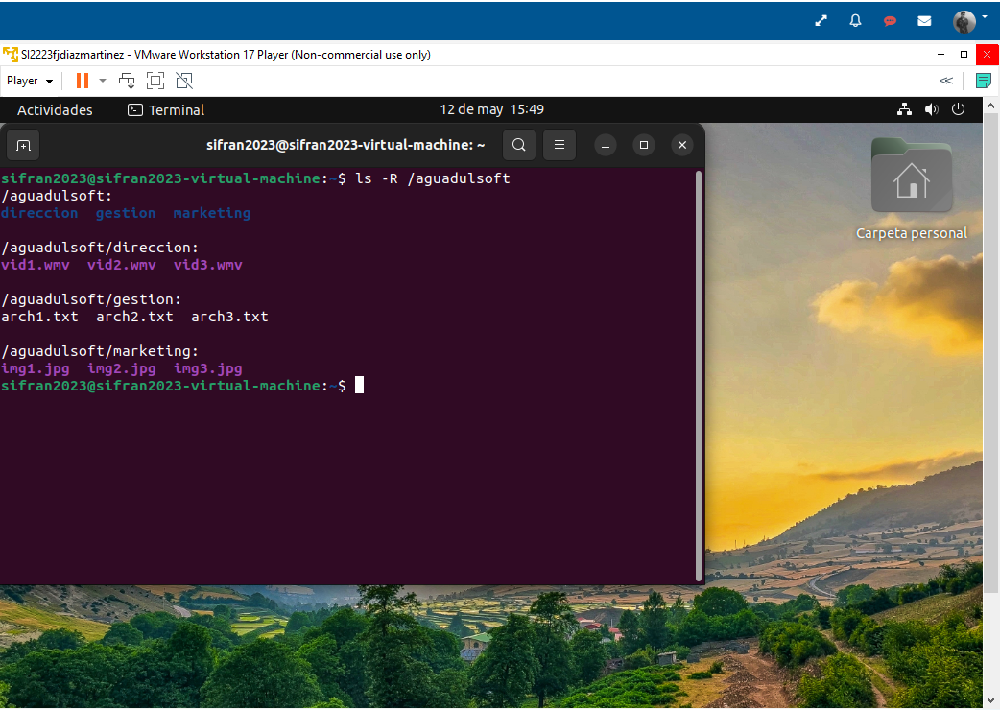 SI2223fjdiazmartinez - VMware Workstation 17 Player (Non-commercial use only)
Player
Actividades Terminal 12 de may 15:49
sifran2023@sifran2023-virtual-machine: ~
sifran2023@sifran2023-virtual-machine:~$ ls -R /aguadulsoft
/aguadulsoft:
direccion gestion marketing
/aguadulsoft/direccion:
vid1.wmv vid2.wmv vid3.wmv
/aguadulsoft/gestion:
arch1.txt arch2.txt arch3.txt
/aguadulsoft/marketing:
img1.jpg img2.jpg img3.jpg
sifran2023@sifran2023-virtual-machine:~$
Carpeta personal